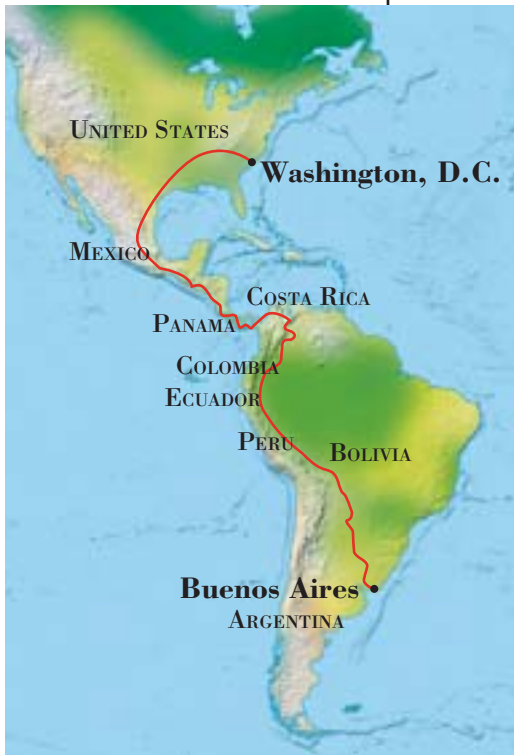 UNITED STATES
Washington, D.C.
MEXICO
COSTA RICA
PANAMA
COLOMBIA
ECUADOR
PERU
BOLIVIA
Buenos Aires
ARGENTINA